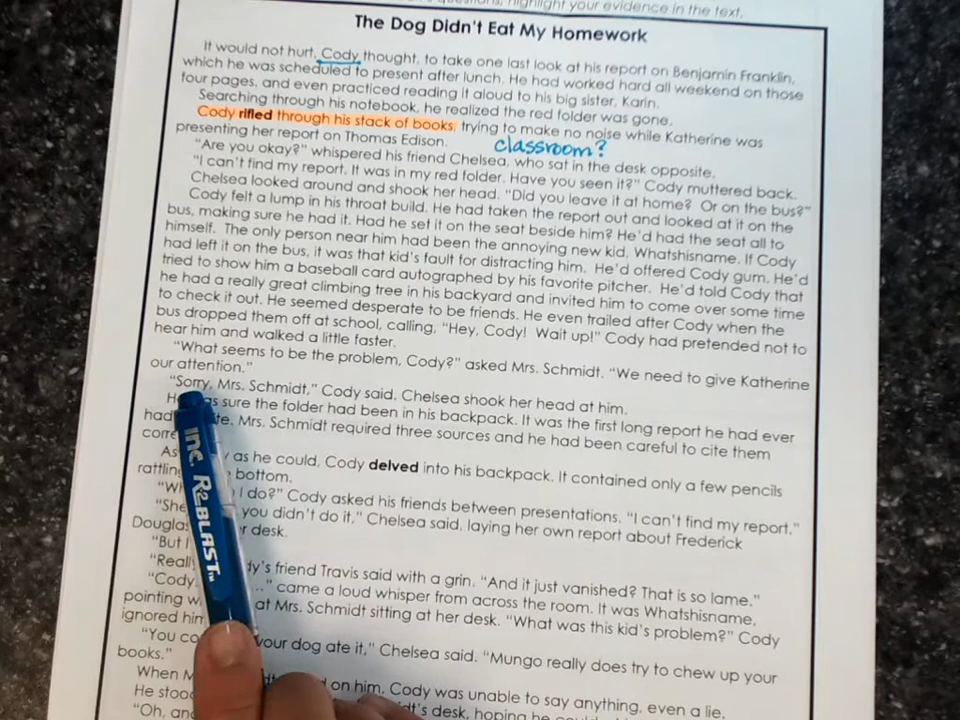 questions, highlight your evidence in the text.
The Dog Didn't Eat My Homework
It would not hurt, Cody thought, to take one last look at his report on Benjamin Franklin,
which he was scheduled to present after lunch. He had worked hard all weekend on those
four pages, and even practiced reading it aloud to his big sister, Karin.
Searching through his notebook, he realized the red folder was gone.
Cody rifled through his stack of books, trying to make no noise while Katherine was
presenting her report on Thomas Edison.
classroom?
"Are you okay?" whispered his friend Chelsea, who sat in the desk opposite.
"I can't find my report. It was in my red folder. Have you seen it?" Cody muttered back.
Chelsea looked around and shook her head. "Did you leave it at home? Or on the bus?"
Cody felt a lump in his throat build. He had taken the report out and looked at it on the
bus, making sure he had it. Had he set it on the seat beside him? He'd had the seat all to
himself. The only person near him had been the annoying new kid, Whatshisname. If Cody
had left it on the bus, it was that kid's fault for distracting him. He'd offered Cody gum. He'd
tried to show him a baseball card autographed by his favorite pitcher. He'd told Cody that
he had a really great climbing tree in his backyard and invited him to come over some time
to check it out. He seemed desperate to be friends. He even trailed after Cody when the
bus dropped them off at school, calling, "Hey, Cody! Wait up!" Cody had pretended not to
hear him and walked a little faster.
"What seems to be the problem, Cody?" asked Mrs. Schmidt. "We need to give Katherine
our attention."
"Sorry, Mrs. Schmidt," Cody said. Chelsea shook her head at him.
sure the folder had been in his backpack. It was the first long report he had ever
had Mrs. Schmidt required three sources and he had been careful to cite them
as he could, Cody delved into his backpack. It contained only a few pencils
bottom.
I do?" Cody asked his friends between presentations. "I can't find my report."
"She you didn't do it," Chelsea said, laying her own report about Frederick
desk.
"But I
friend Travis said with a grin. "And it just vanished? That is so lame."
"Cody came a loud whisper from across the room. It was Whatshisname,
pointing at Mrs. Schmidt sitting at her desk. "What was this kid's problem?" Cody
ignored him
"You your dog ate it," Chelsea said. "Mungo really does try to chew up your
books."
When on him, Cody was unable to say anything, even a lie.
He desk, hoping he
"Oh,
INC. R2 BLAST™